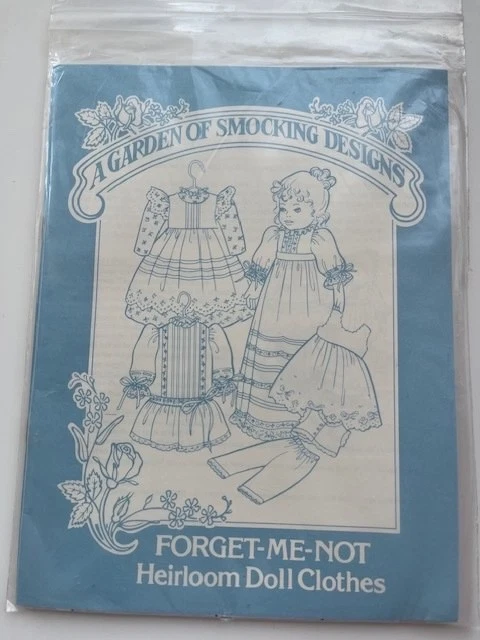 A GARDEN OF SMOCKING DESIGNS
FORGET-ME-NOT
Heirloom Doll Clothes